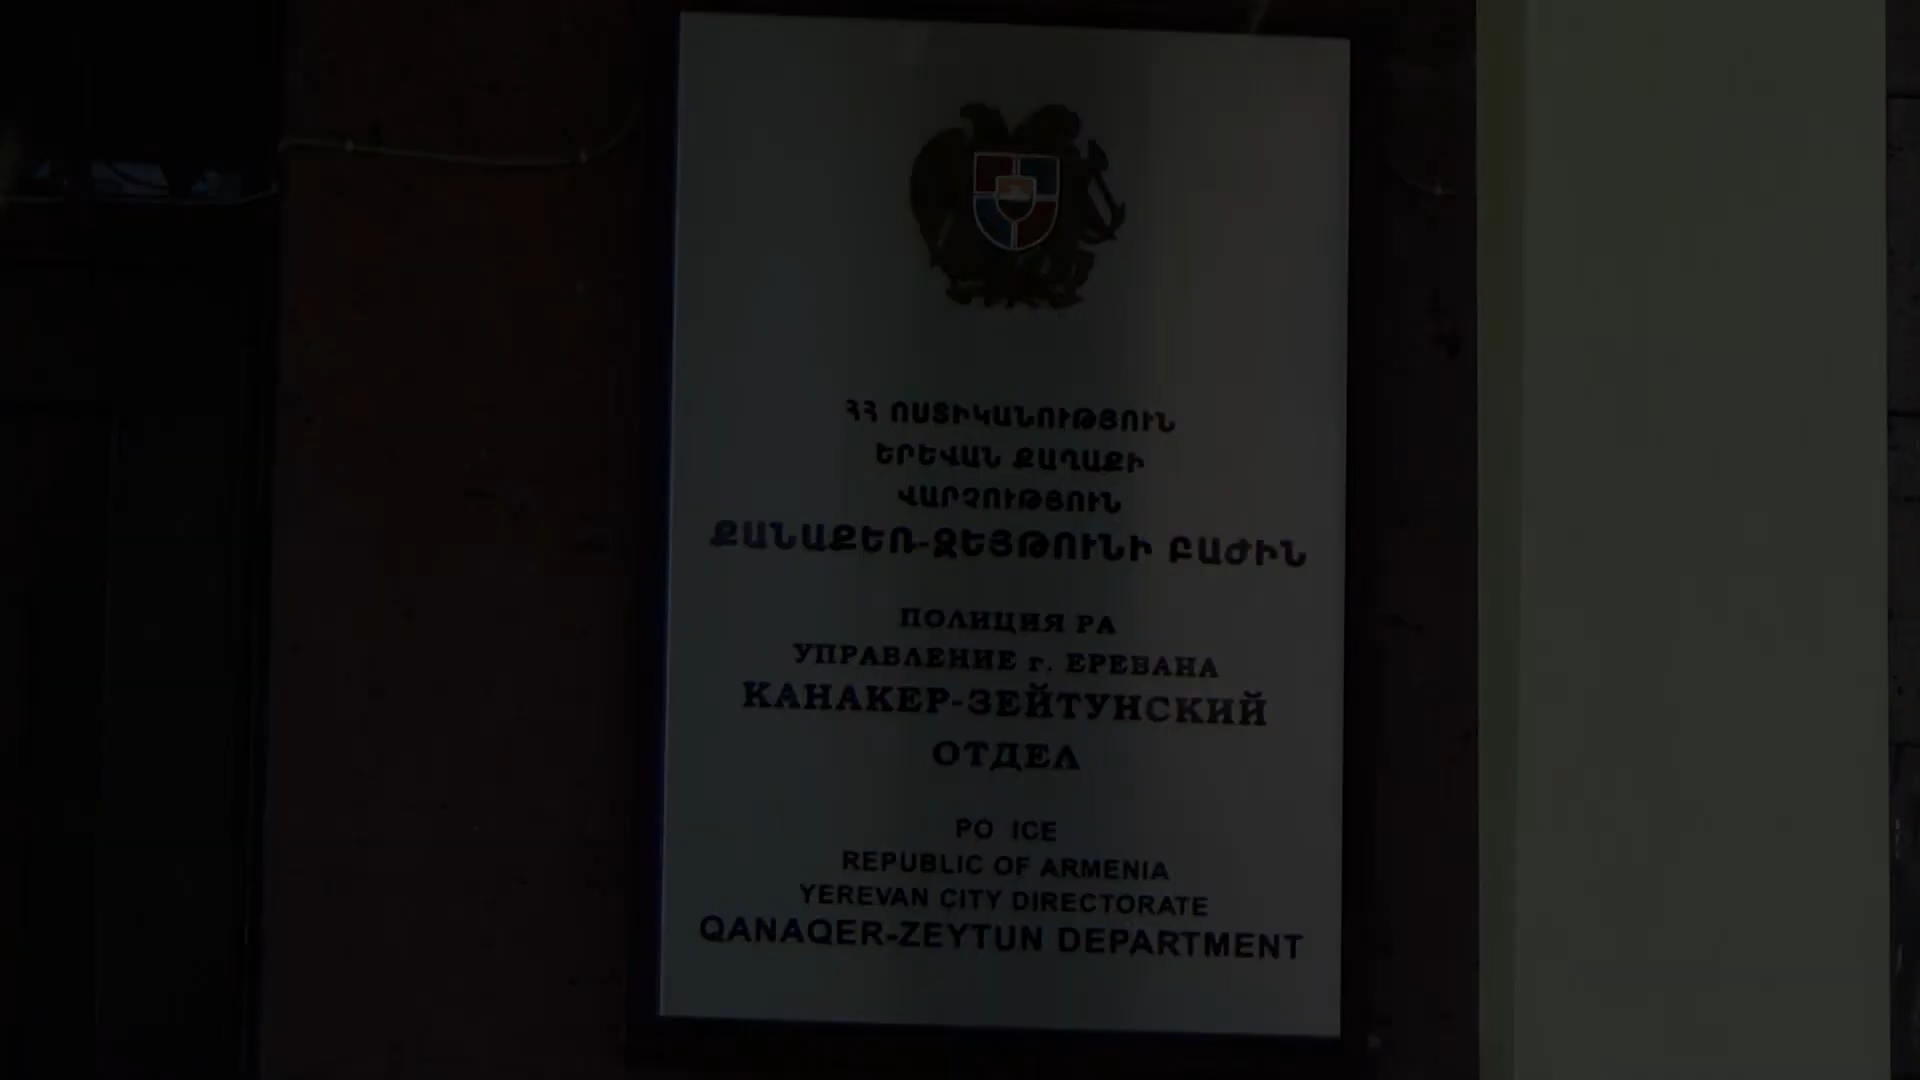 ՀՀ ՈՍՏԻԿԱՆՈՒԹՅՈՒՆ
ԵՐԵՎԱՆ ՔԱՂԱՔԻ
ՎԱՐՉՈՒԹՅՈՒՆ
ՔԱՆԱՔԵՌ-ԶԵՅԹՈՒՆԻ ԲԱԺԻՆ
ПОЛИЦИЯ РА
УПРАВЛЕНИЕ г. ЕРЕВАНА
КАНАКЕР-ЗЕЙТУНСКИЙ
ОТДЕЛ
PO ICE
REPUBLIC OF ARMENIA
YEREVAN CITY DIRECTORATE
QANAQER-ZEYTUN DEPARTMENT